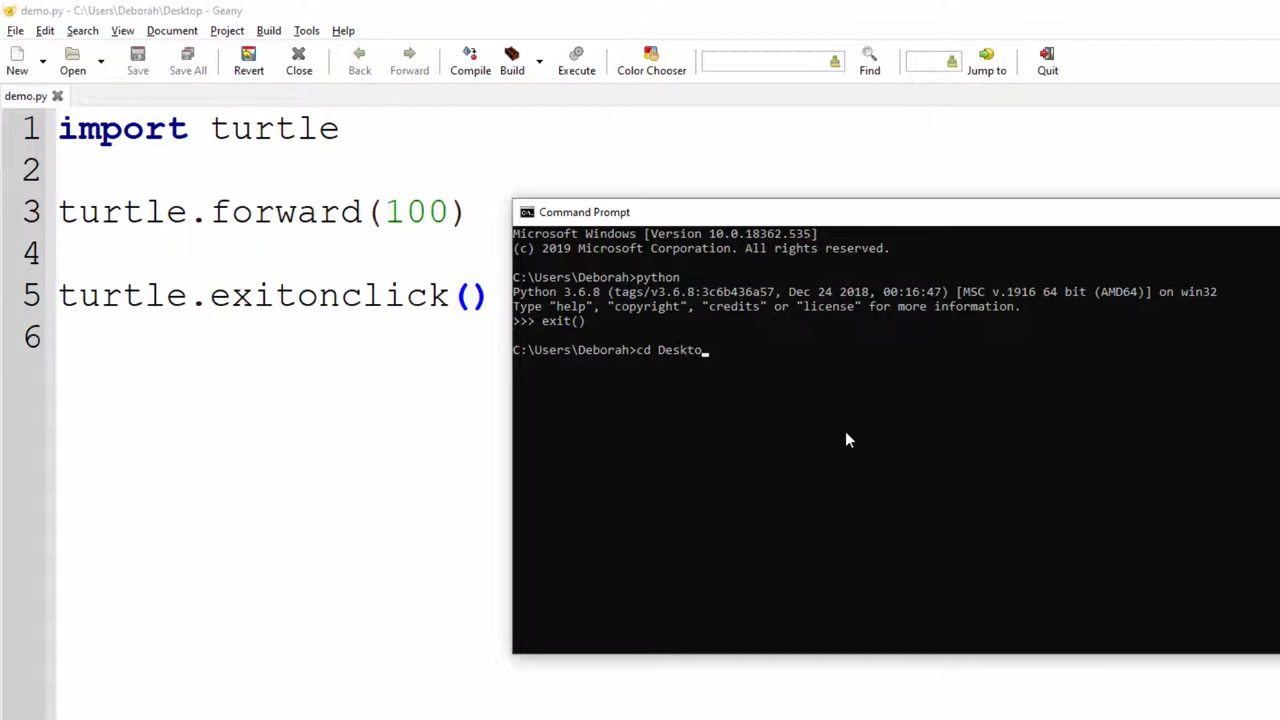 demo.py - C:\Users\Deborah\Desktop - Geany
File Edit Search View Document Project Build Tools Help
New Open Save Save All Revert Close Back Forward Compile Build Execute Color Chooser Find Jump to Quit
demo.py
1 import turtle
2
3 turtle.forward(100)
4
5 turtle.exitonclick()
6
Command Prompt
Microsoft Windows [Version 10.0.18362.535]
(c) 2019 Microsoft Corporation. All rights reserved.
C:\Users\Deborah>python
Python 3.6.8 (tags/v3.6.8:3c6b436a57, Dec 24 2018, 00:16:47) [MSC v.1916 64 bit (AMD64)] on win32
Type "help", "copyright", "credits" or "license" for more information.
>>> exit()
C:\Users\Deborah>cd Deskto_